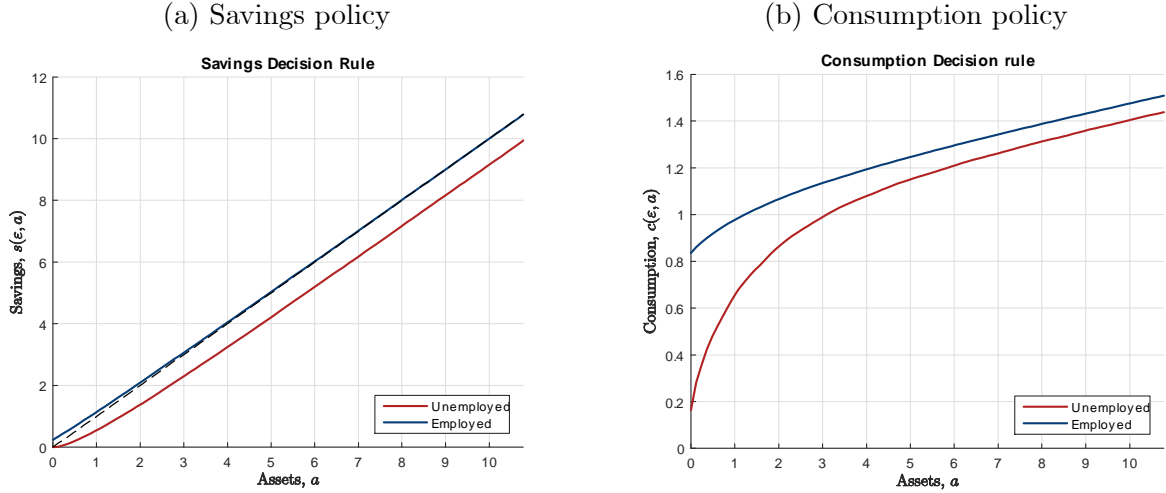 (a) Savings policy
Savings Decision Rule
12
10
8
6
4
2
0
Savings, s(ε, a)
0 1 2 3 4 5 6 7 8 9 10
Assets, a
Unemployed
Employed
(b) Consumption policy
Consumption Decision rule
1.6
1.4
1.2
1
0.8
0.6
0.4
0.2
0
Consumption, c(ε, a)
0 1 2 3 4 5 6 7 8 9 10
Assets, a
Unemployed
Employed